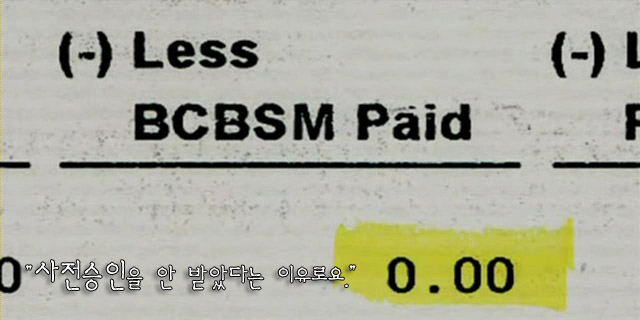 (-) Less (-) L
BCBSM Paid
0 "사전승인을 안 받았다는 이유로요." 0.00